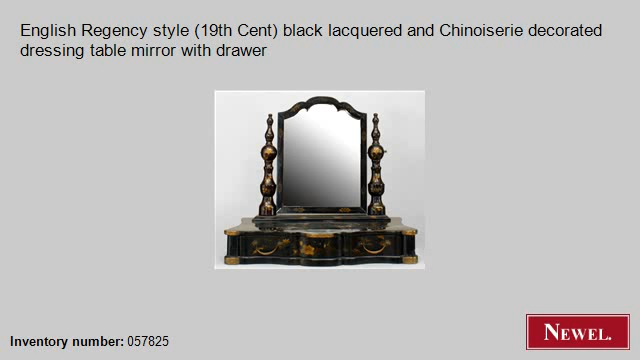 English Regency style (19th Cent) black lacquered and Chinoiserie decorated
dressing table mirror with drawer
Inventory number: 057825
NEWEL.